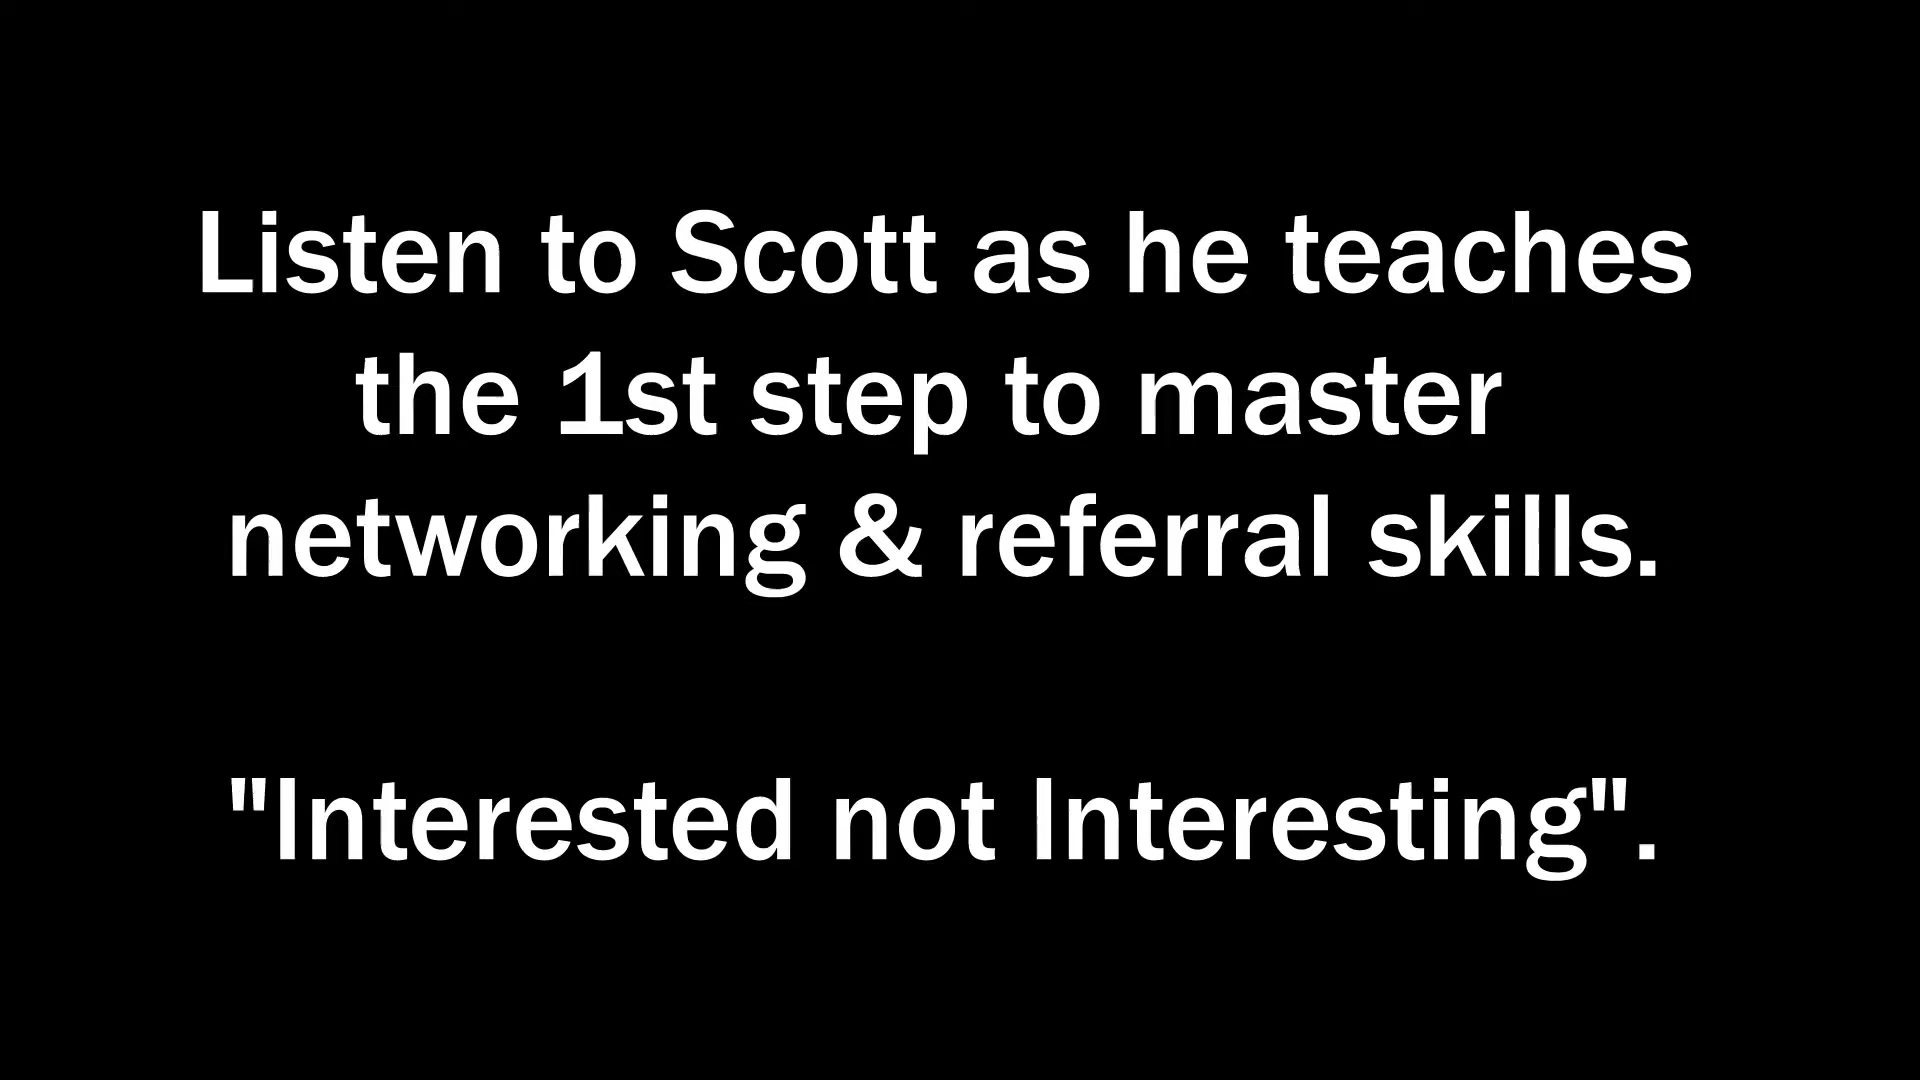 Listen to Scott as he teaches
the 1st step to master
networking & referral skills.
"Interested not Interesting".